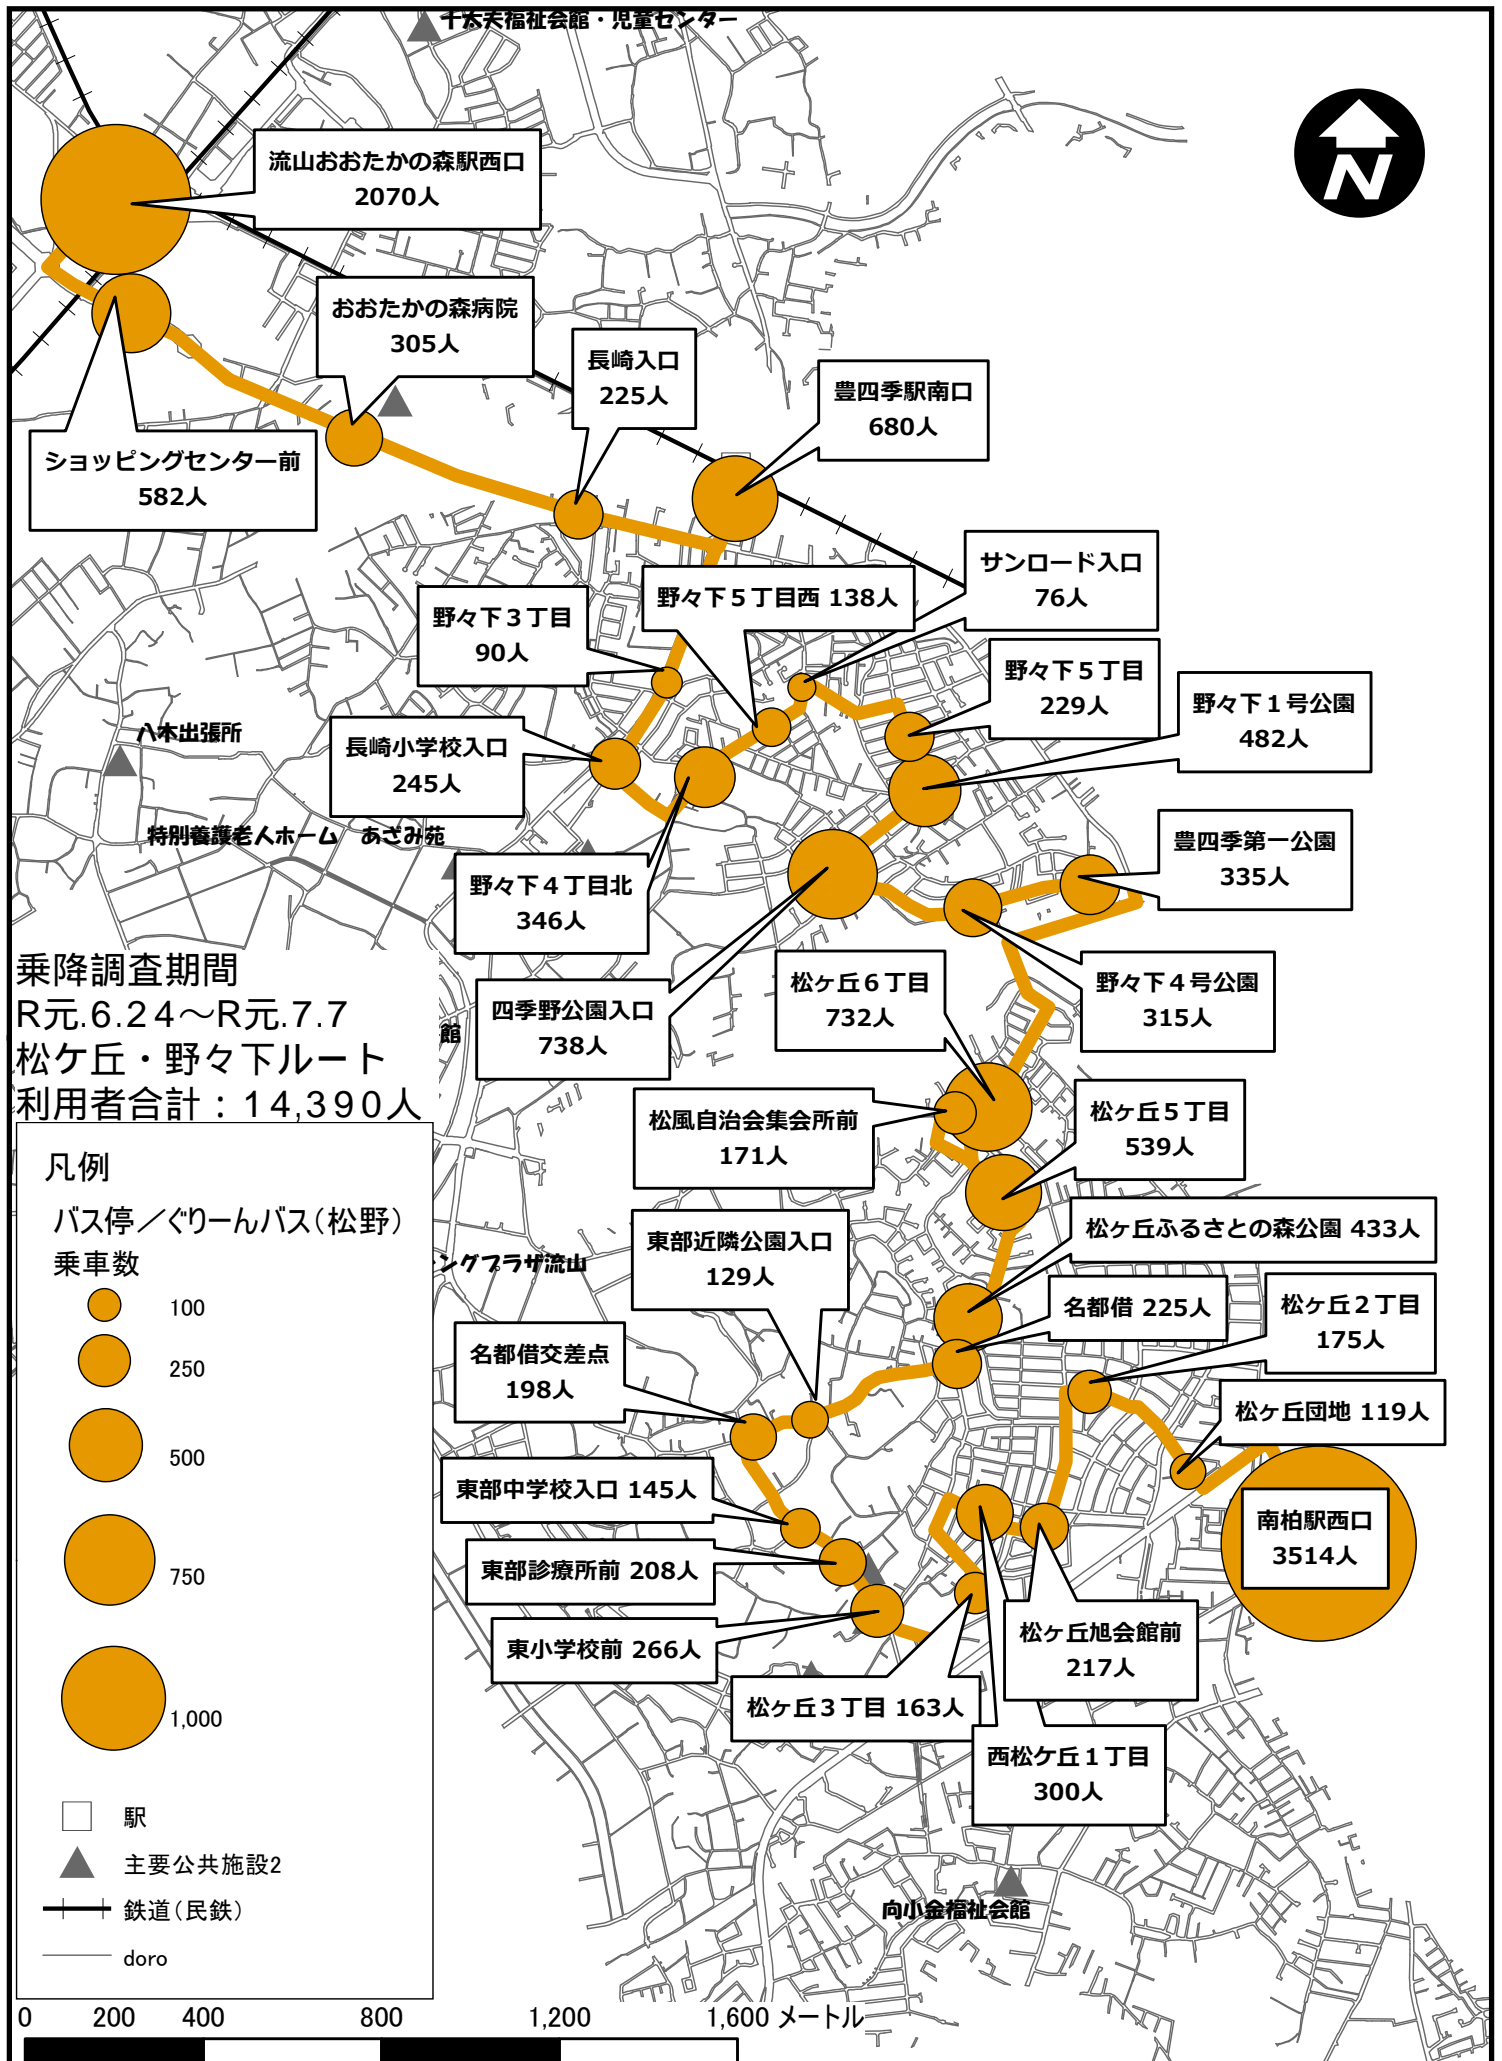 十太夫福祉会館・児童センター
流山おおたかの森駅西口
2070人
N
おおたかの森病院
305人
長崎入口
225人
豊四季駅南口
680人
ショッピングセンター前
582人
サンロード入口
76人
野々下５丁目西 138人
野々下３丁目
90人
野々下５丁目
229人
野々下１号公園
482人
八木出張所
長崎小学校入口
245人
特別養護老人ホーム　あざみ苑
豊四季第一公園
335人
野々下４丁目北
346人
乗降調査期間
R元.6.24～R元.7.7
松ケ丘・野々下ルート
利用者合計：14,390人
館
四季野公園入口
738人
松ヶ丘６丁目
732人
野々下４号公園
315人
松風自治会集会所前
171人
松ヶ丘５丁目
539人
凡例
バス停／ぐりーんバス（松野）
乗車数
100
250
500
750
1,000
駅
主要公共施設2
鉄道（民鉄）
doro
東部近隣公園入口
129人
松ヶ丘ふるさとの森公園 433人
ングプラザ流山
名都借 225人
松ヶ丘２丁目
175人
名都借交差点
198人
松ヶ丘団地 119人
東部中学校入口 145人
南柏駅西口
3514人
東部診療所前 208人
東小学校前 266人
松ヶ丘旭会館前
217人
松ヶ丘３丁目 163人
西松ケ丘１丁目
300人
向小金福祉会館
0 200 400 800 1,200 1,600 メートル